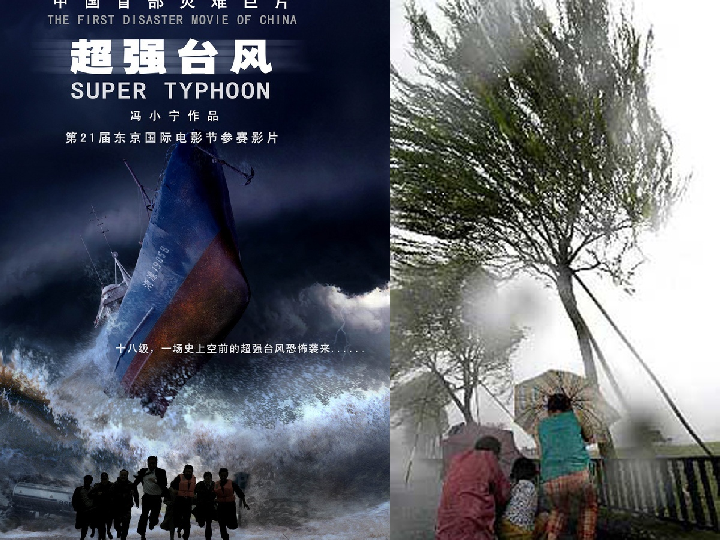 中国首部灾难巨片
THE FIRST DISASTER MOVIE OF CHINA
超强台风
SUPER TYPHOON
冯小宁作品
第21届东京国际电影节参赛影片
十八级，一场史上空前的超强台风恐怖袭来......